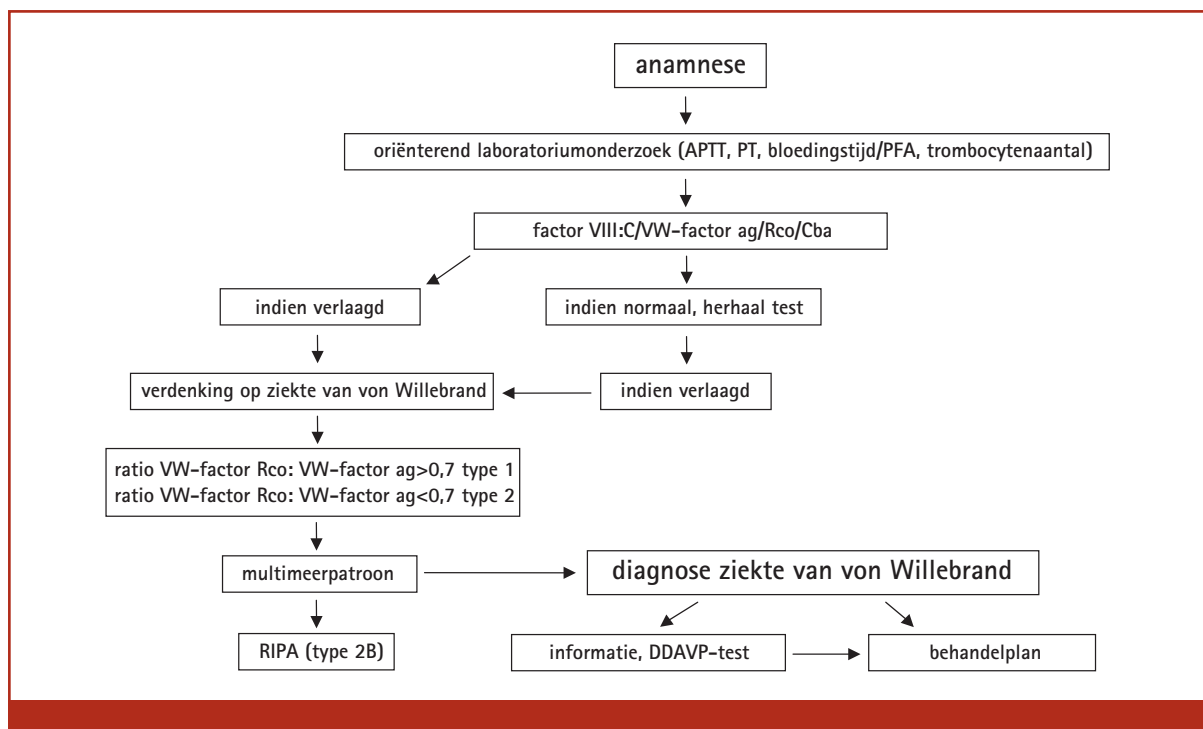 anamnese
oriënterend laboratoriumonderzoek (APTT, PT, bloedingstijd/PFA, trombocytenaantal)
factor VIII:C/VW-factor ag/Rco/Cba
indien verlaagd
indien normaal, herhaal test
verdenking op ziekte van von Willebrand
indien verlaagd
ratio VW-factor Rco: VW-factor ag>0,7 type 1
ratio VW-factor Rco: VW-factor ag<0,7 type 2
multimeerpatroon
diagnose ziekte van von Willebrand
RIPA (type 2B)
informatie, DDAVP-test
behandelplan